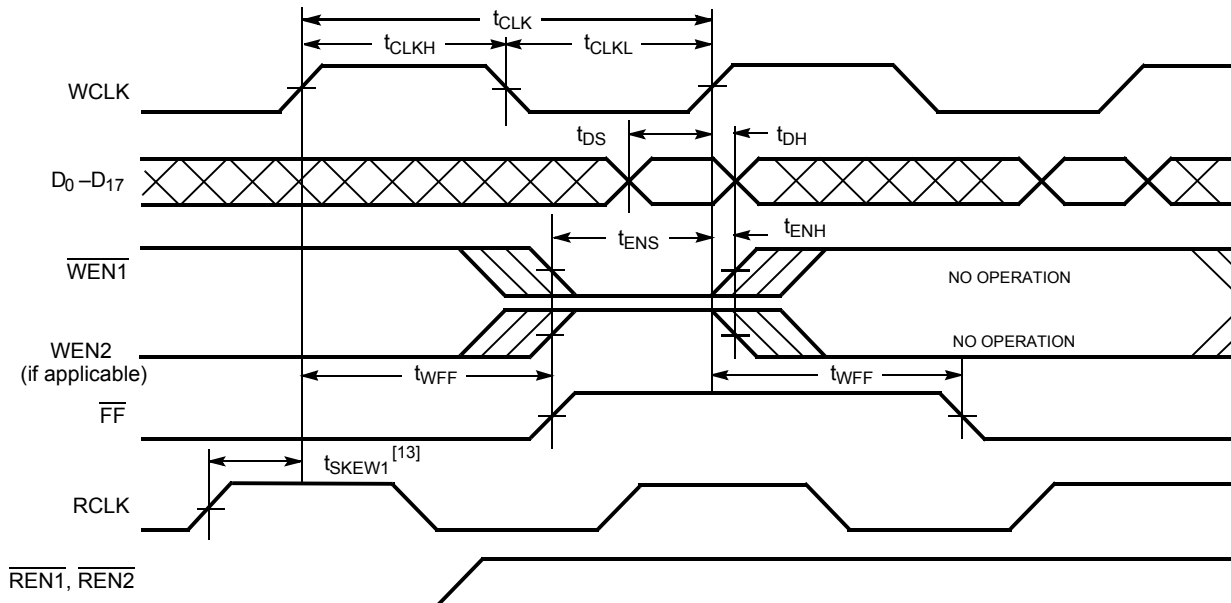 tCLK
tCLKH
tCLKL
WCLK
tDS
tDH
D0 –D17
tENS
tENH
WEN1
NO OPERATION
WEN2
(if applicable)
NO OPERATION
tWFF
tWFF
FF
tSKEW1 [13]
RCLK
REN1, REN2